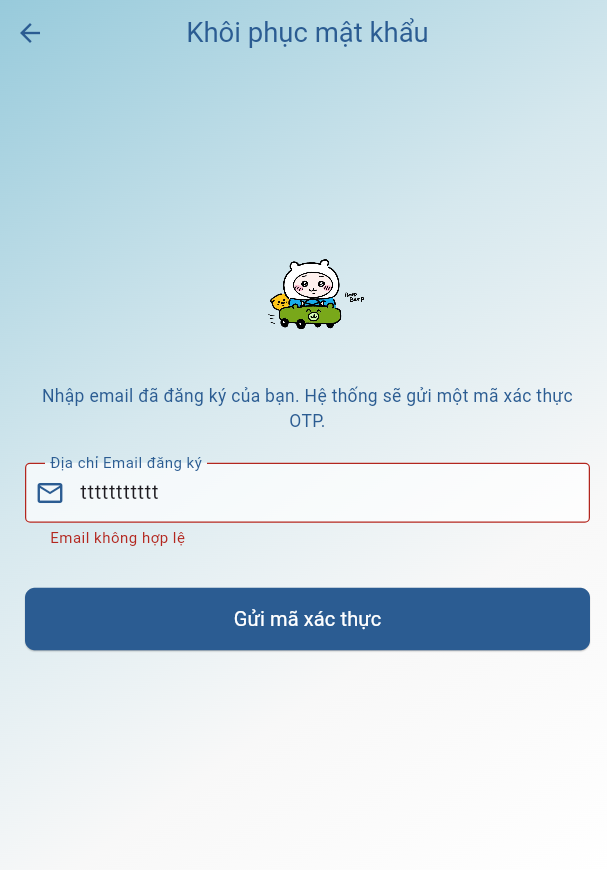 Khôi phục mật khẩu
Nhập email đã đăng ký của bạn. Hệ thống sẽ gửi một mã xác thực
OTP.
Địa chỉ Email đăng ký
ttttttttttt
Email không hợp lệ
Gửi mã xác thực